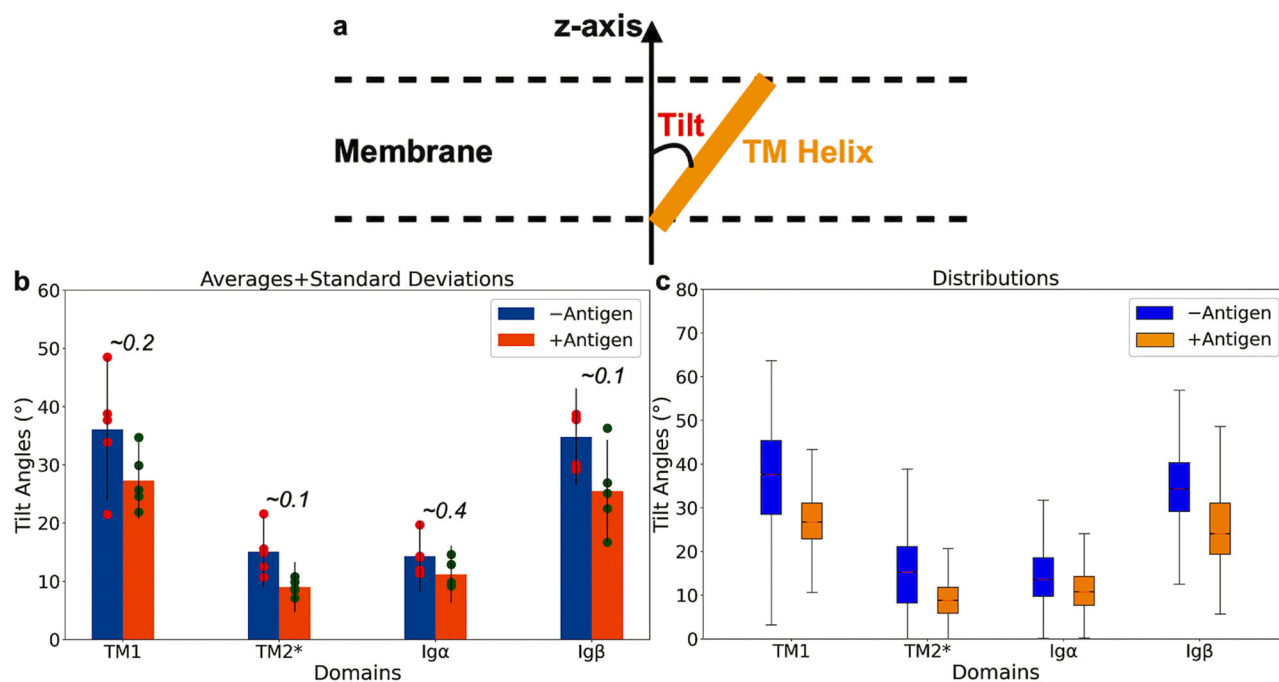 a
z-axis
Tilt
Membrane
TM Helix
b
Averages+Standard Deviations
60
50
40
30
20
10
0
Tilt Angles (°)
−Antigen
+Antigen
~0.2
~0.1
~0.4
~0.1
TM1
TM2*
Igα
Igβ
Domains
c
Distributions
80
70
60
50
40
30
20
10
0
Tilt Angles (°)
−Antigen
+Antigen
TM1
TM2*
Igα
Igβ
Domains